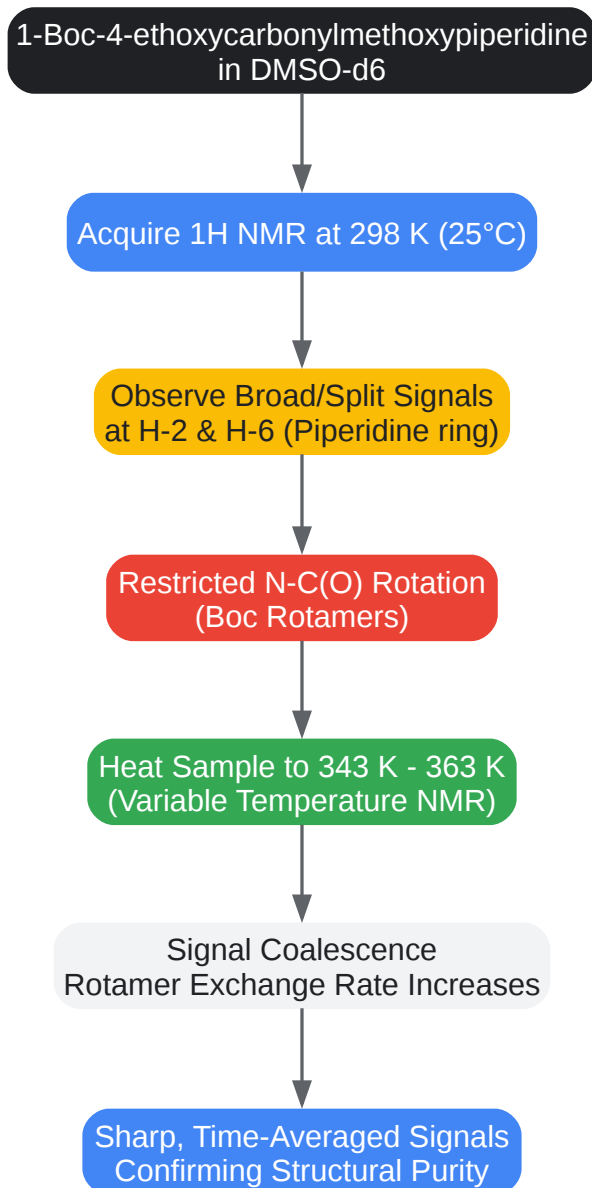 1-Boc-4-ethoxycarbonylmethoxypiperidine
in DMSO-d6
Acquire 1H NMR at 298 K (25°C)
Observe Broad/Split Signals
at H-2 & H-6 (Piperidine ring)
Restricted N-C(O) Rotation
(Boc Rotamers)
Heat Sample to 343 K - 363 K
(Variable Temperature NMR)
Signal Coalescence
Rotamer Exchange Rate Increases
Sharp, Time-Averaged Signals
Confirming Structural Purity